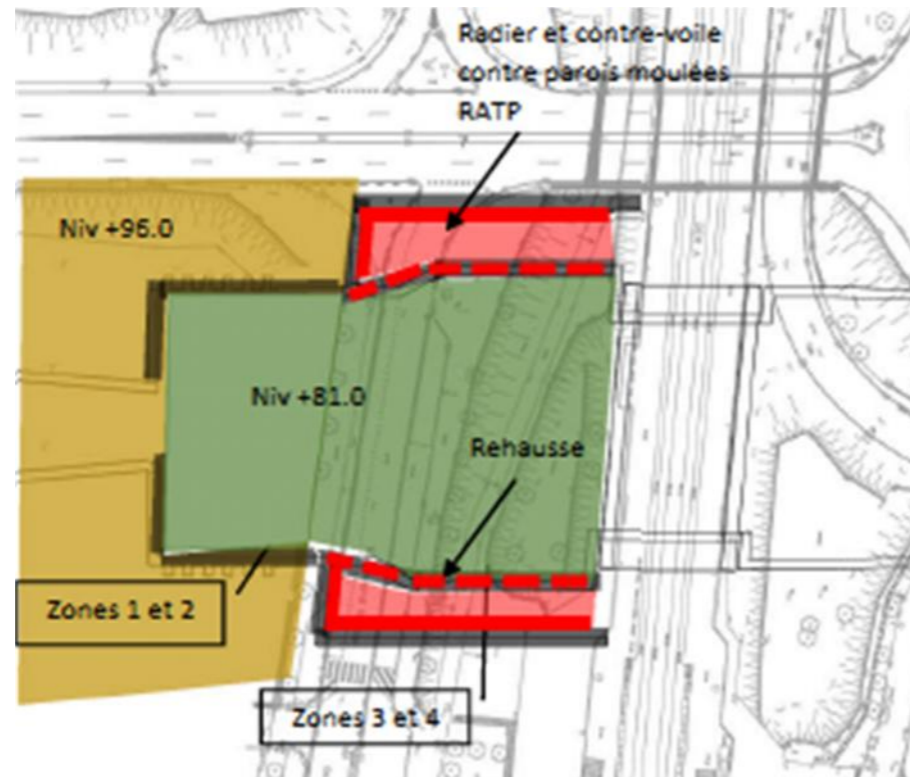 Radier et contre-voile
contre parois moulées
RATP
Niv +96.0
Niv +81.0
Rehausse
Zones 1 et 2
Zones 3 et 4